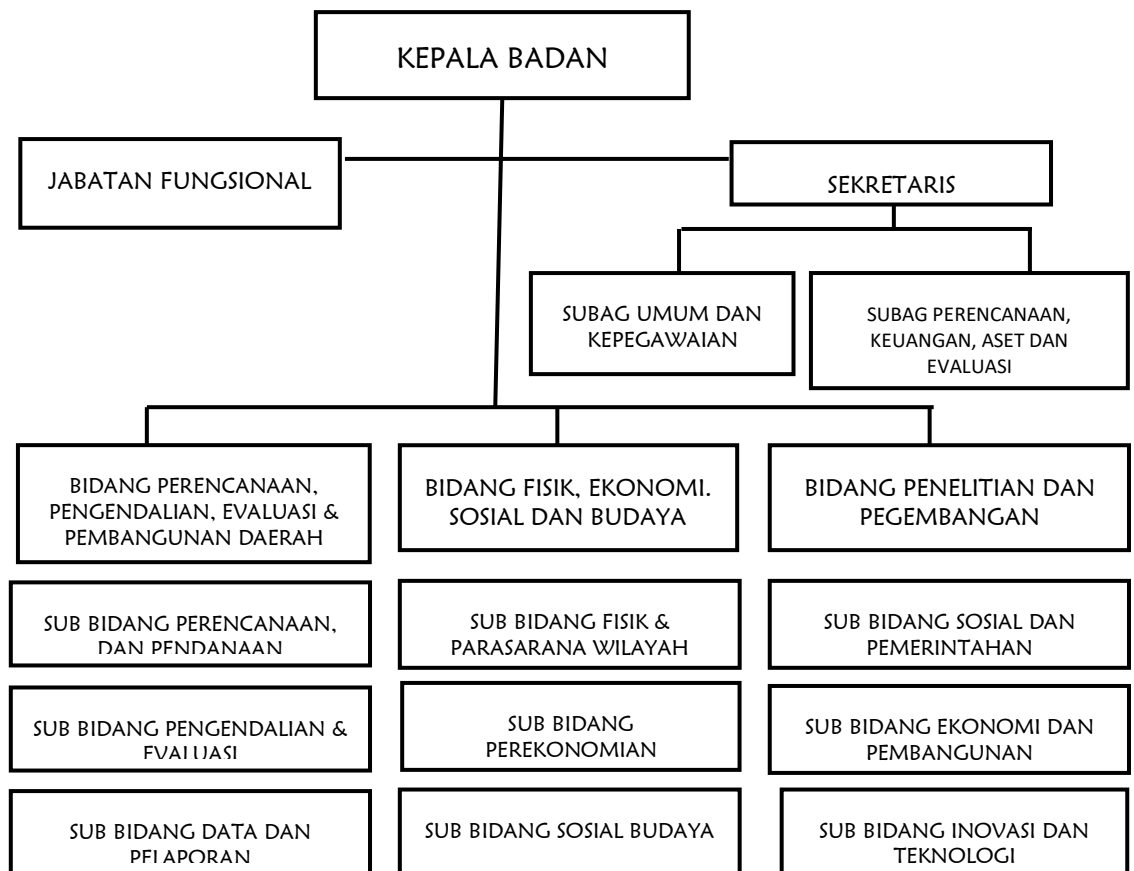 KEPALA BADAN
JABATAN FUNGSIONAL
SEKRETARIS
SUBAG UMUM DAN
KEPEGAWAIAN
SUBAG PERENCANAAN,
KEUANGAN, ASET DAN
EVALUASI
BIDANG PERENCANAAN,
PENGENDALIAN, EVALUASI &
PEMBANGUNAN DAERAH
BIDANG FISIK, EKONOMI.
SOSIAL DAN BUDAYA
BIDANG PENELITIAN DAN
PEGEMBANGAN
SUB BIDANG PERENCANAAN,
DAN PENDANAAN
SUB BIDANG FISIK &
PARASARANA WILAYAH
SUB BIDANG SOSIAL DAN
PEMERINTAHAN
SUB BIDANG PENGENDALIAN &
EVALUASI
SUB BIDANG
PEREKONOMIAN
SUB BIDANG EKONOMI DAN
PEMBANGUNAN
SUB BIDANG DATA DAN
PELAPORAN
SUB BIDANG SOSIAL BUDAYA
SUB BIDANG INOVASI DAN
TEKNOLOGI